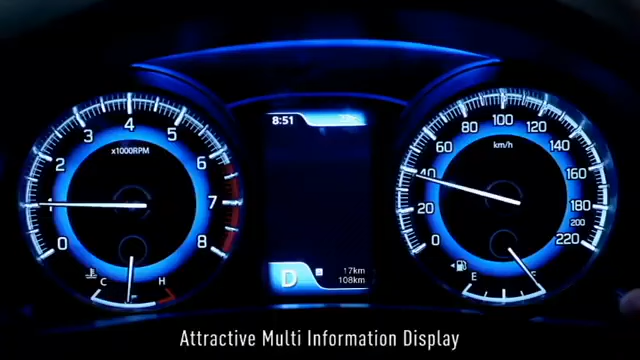 8:51
0
1
2
3
4
5
6
7
8
x1000RPM
C
H
D
17km
108km
0
20
40
60
80
100
120
140
160
180
200
220
km/h
E
F
Attractive Multi Information Display